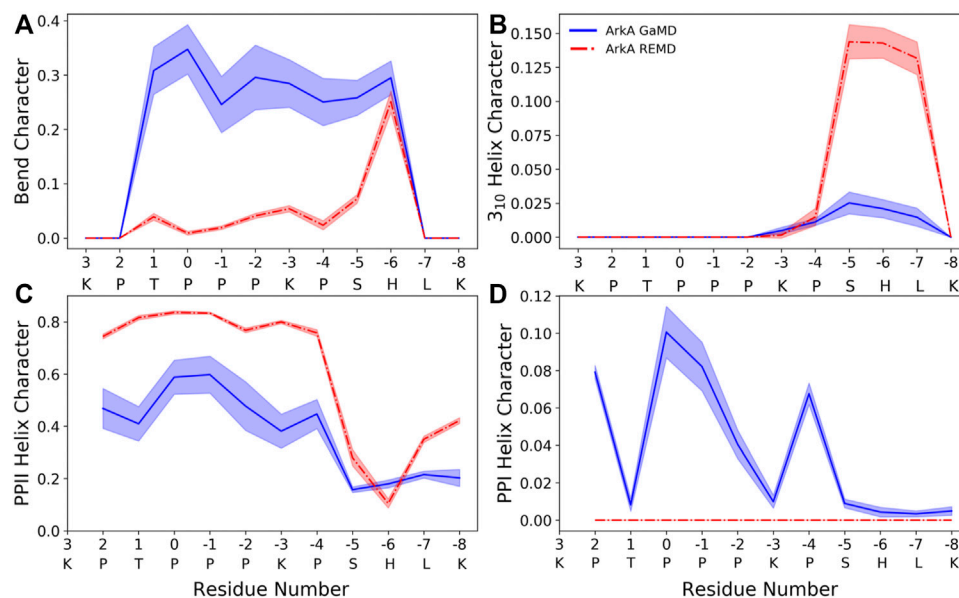 A
Bend Character
0.4
0.3
0.2
0.1
0.0
3 2 1 0 -1 -2 -3 -4 -5 -6 -7 -8
K P T P P P K P S H L K
B
ArkA GaMD
ArkA REMD
3₁₀ Helix Character
0.150
0.125
0.100
0.075
0.050
0.025
0.000
3 2 1 0 -1 -2 -3 -4 -5 -6 -7 -8
K P T P P P K P S H L K
C
PPII Helix Character
0.8
0.6
0.4
0.2
0.0
3 2 1 0 -1 -2 -3 -4 -5 -6 -7 -8
K P T P P P K P S H L K
Residue Number
D
PPI Helix Character
0.12
0.10
0.08
0.06
0.04
0.02
0.00
3 2 1 0 -1 -2 -3 -4 -5 -6 -7 -8
K P T P P P K P S H L K
Residue Number